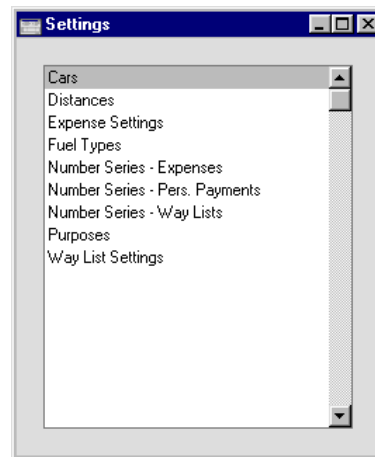 Settings
Cars
Distances
Expense Settings
Fuel Types
Number Series - Expenses
Number Series - Pers. Payments
Number Series - Way Lists
Purposes
Way List Settings